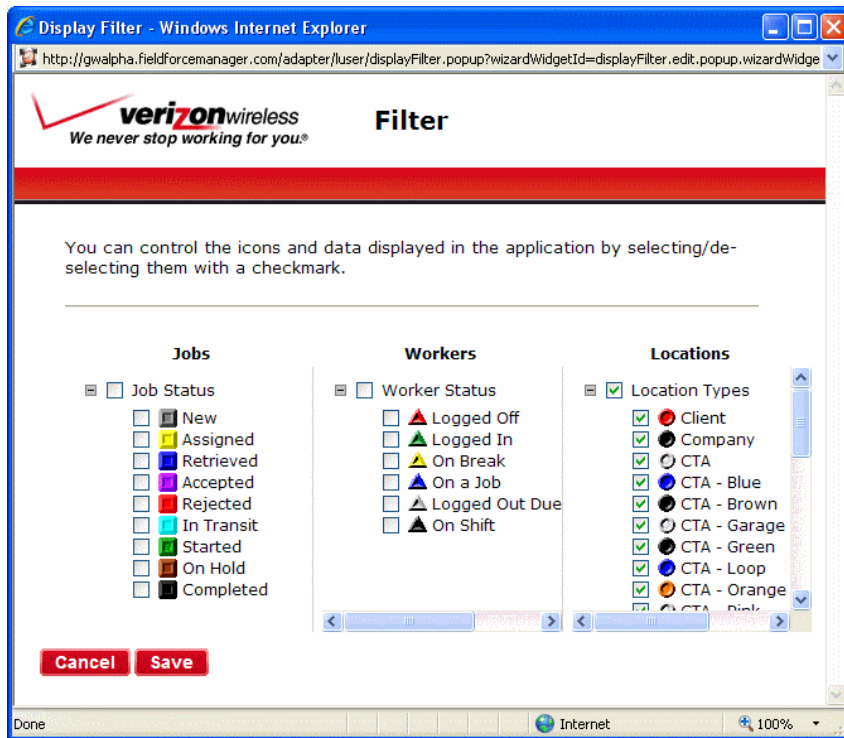 Display Filter - Windows Internet Explorer
http://gwalpha.fieldforcemanager.com/adapter/luser/displayFilter.popup?wizardWidgetId=displayFilter.edit.popup.wizardWidge
verizonwireless
We never stop working for you.®
Filter
You can control the icons and data displayed in the application by selecting/de-
selecting them with a checkmark.
Jobs
Job Status
New
Assigned
Retrieved
Accepted
Rejected
In Transit
Started
On Hold
Completed
Workers
Worker Status
Logged Off
Logged In
On Break
On a Job
Logged Out Due
On Shift
Locations
Location Types
Client
Company
CTA
CTA - Blue
CTA - Brown
CTA - Garage
CTA - Green
CTA - Loop
CTA - Orange
CTA - Pink
Cancel
Save
Done
Internet
100%